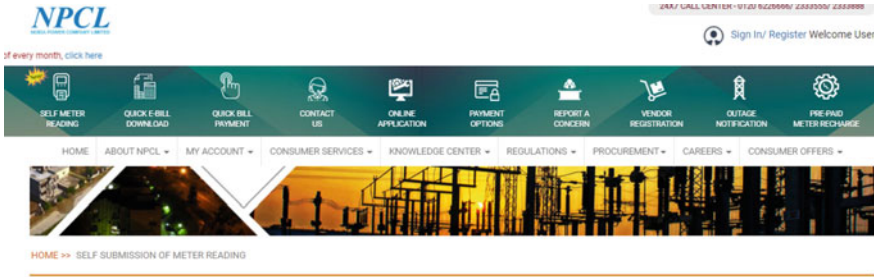 24X7 CALL CENTER - 0120 6226666/ 2333555/ 2333888
NPCL
NOIDA POWER COMPANY LIMITED
Sign In/ Register Welcome User
of every month, click here
SELF METER READING
QUICK E-BILL DOWNLOAD
QUICK BILL PAYMENT
CONTACT US
ONLINE APPLICATION
PAYMENT OPTIONS
REPORT A CONCERN
VENDOR REGISTRATION
OUTAGE NOTIFICATION
PRE-PAID METER RECHARGE
HOME ABOUT NPCL MY ACCOUNT CONSUMER SERVICES KNOWLEDGE CENTER REGULATIONS PROCUREMENT CAREERS CONSUMER OFFERS
HOME >> SELF SUBMISSION OF METER READING